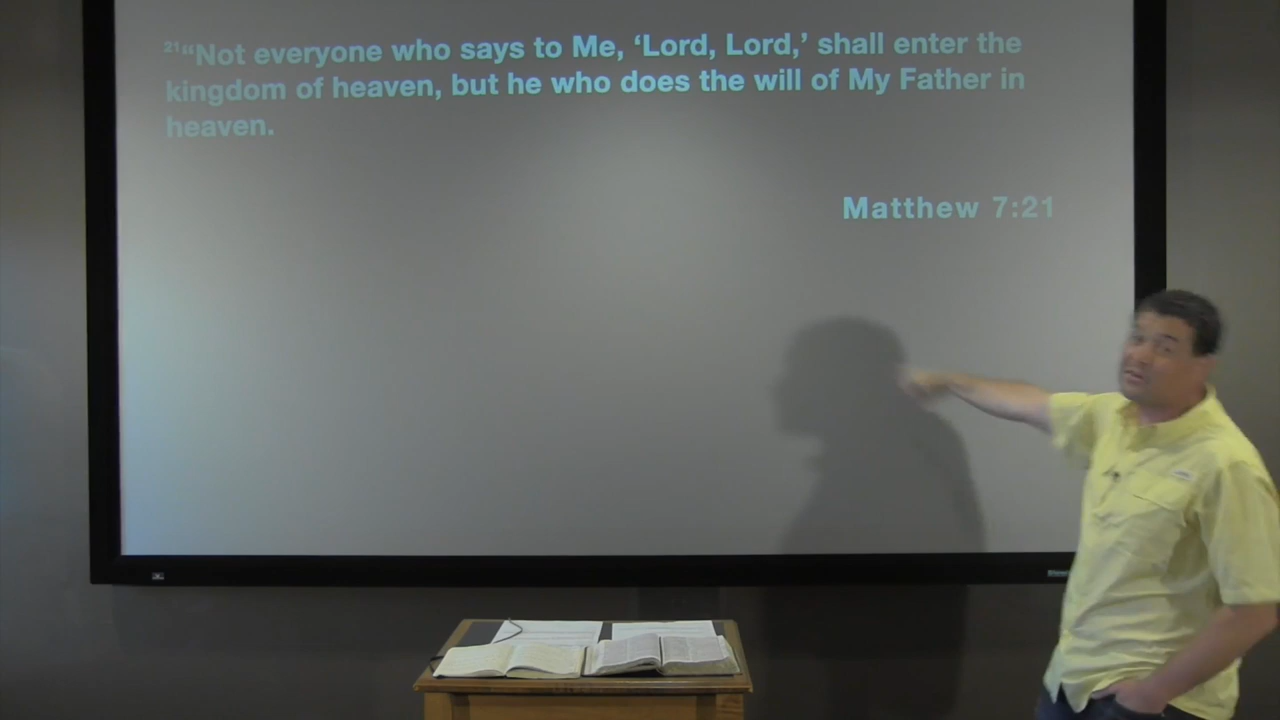 ²¹“Not everyone who says to Me, ‘Lord, Lord,’ shall enter the
kingdom of heaven, but he who does the will of My Father in
heaven.
Matthew 7:21